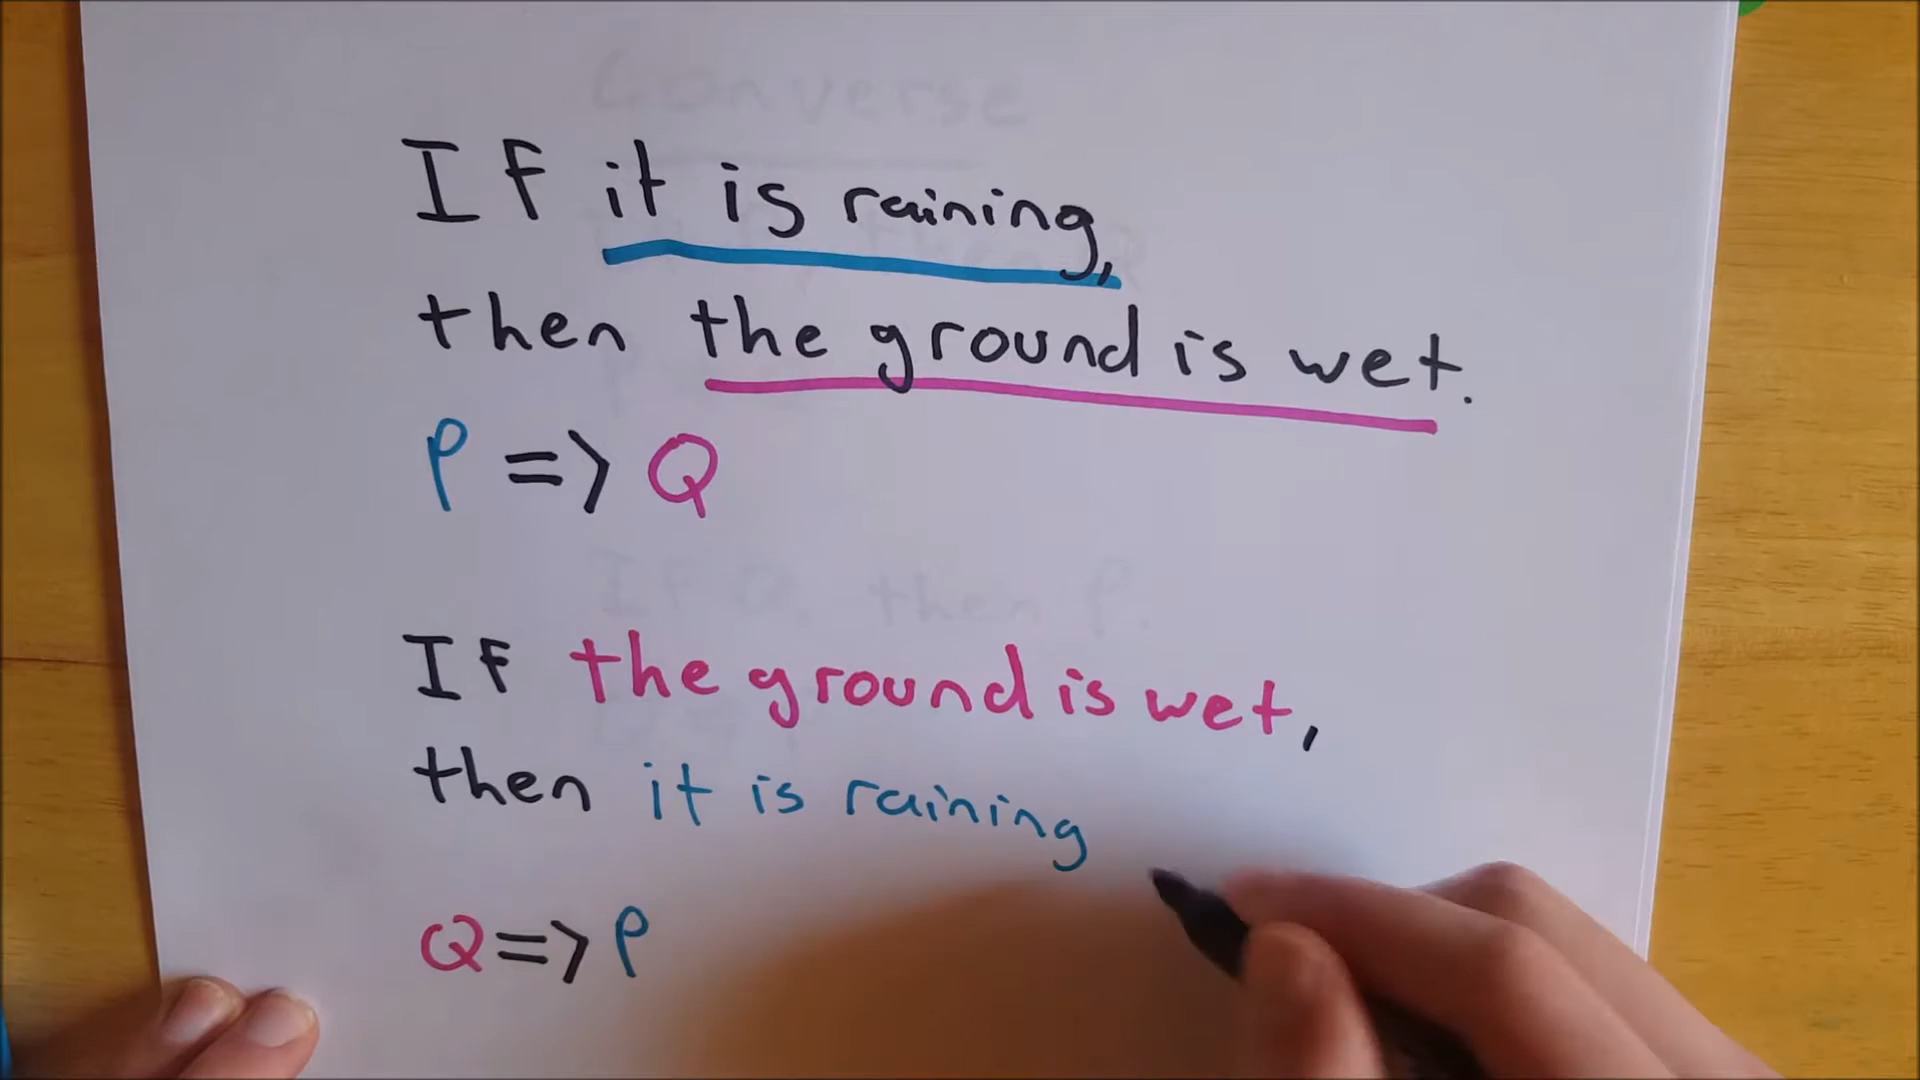 If it is raining,
then the ground is wet.
P => Q
If the ground is wet,
then it is raining
Q => P